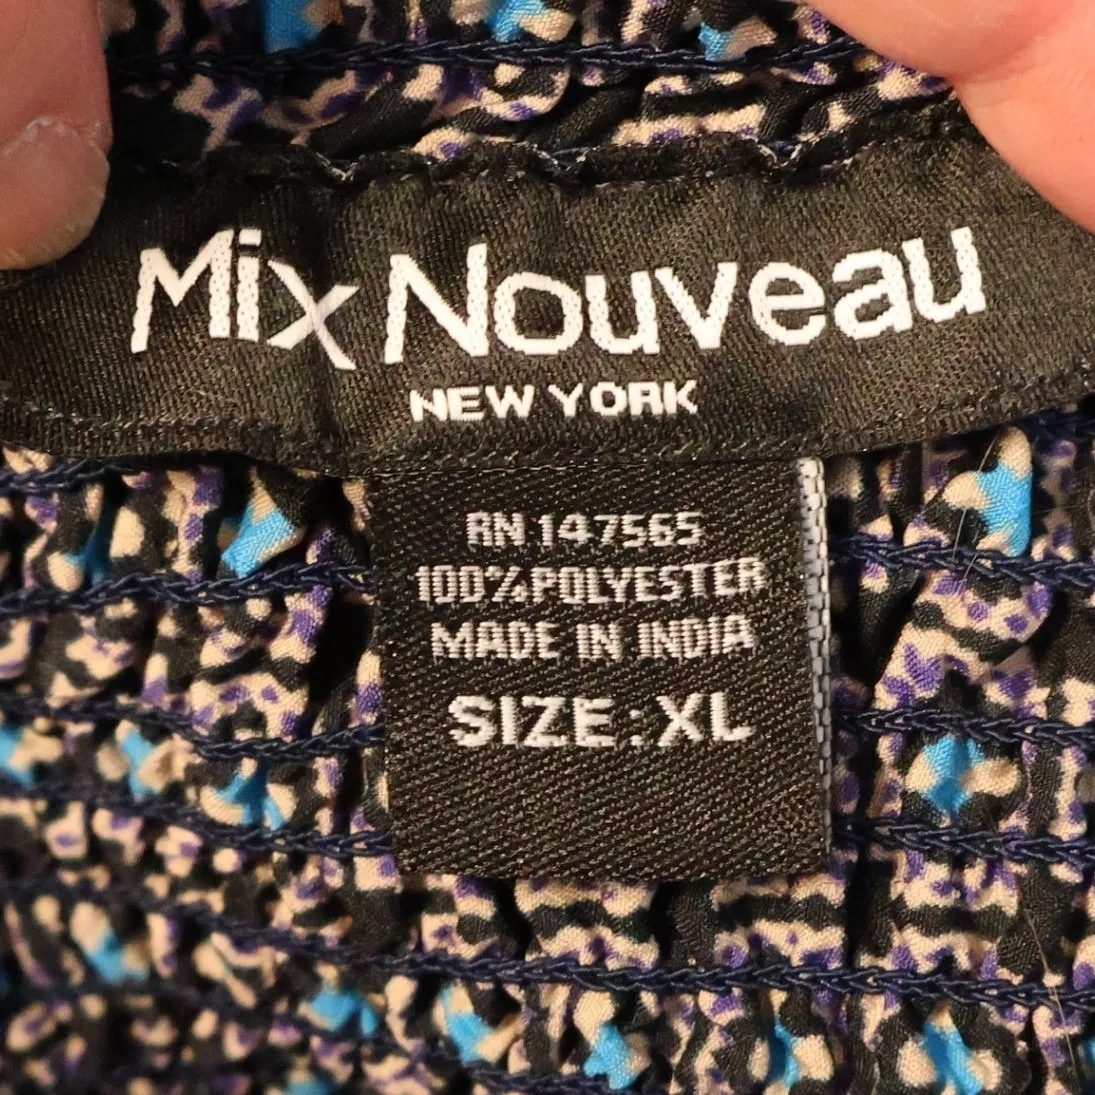 Mix Nouveau
NEW YORK
RN 147565
100% POLYESTER
MADE IN INDIA
SIZE: XL